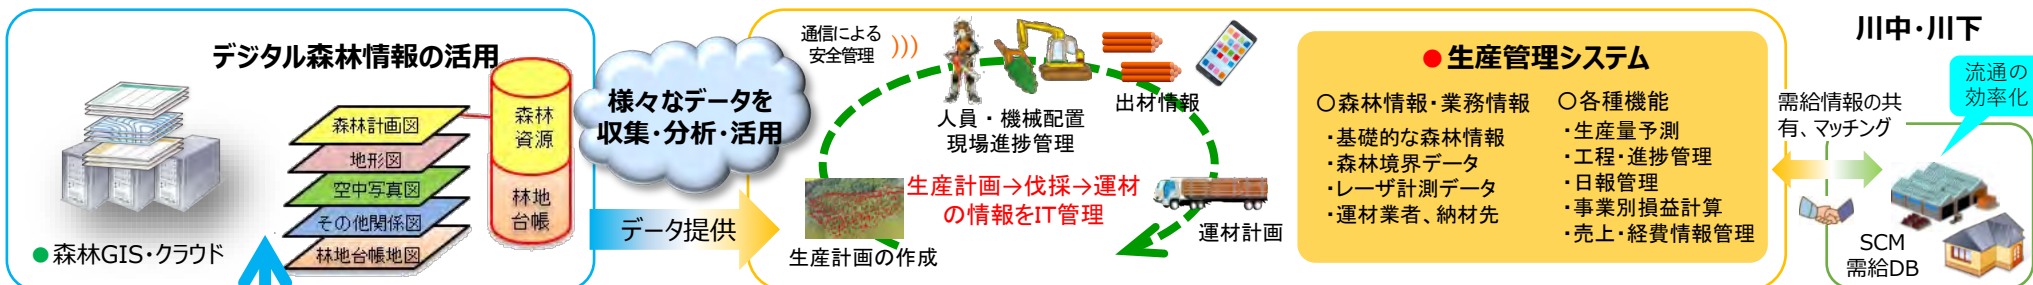 デジタル森林情報の活用
森林計画図
地形図
空中写真図
その他関係図
林地台帳地図
森林
資源
林地
台帳
●森林GIS・クラウド
様々なデータを
収集・分析・活用
データ提供
通信による
安全管理
人員・機械配置
現場進捗管理
出材情報
生産計画→伐採→運材
の情報をIT管理
生産計画の作成
運材計画
●生産管理システム
○森林情報・業務情報
・基礎的な森林情報
・森林境界データ
・レーザ計測データ
・運材業者、納材先
○各種機能
・生産量予測
・工程・進捗管理
・日報管理
・事業別損益計算
・売上・経費情報管理
川中・川下
流通の
効率化
需給情報の共
有、マッチング
SCM
需給DB